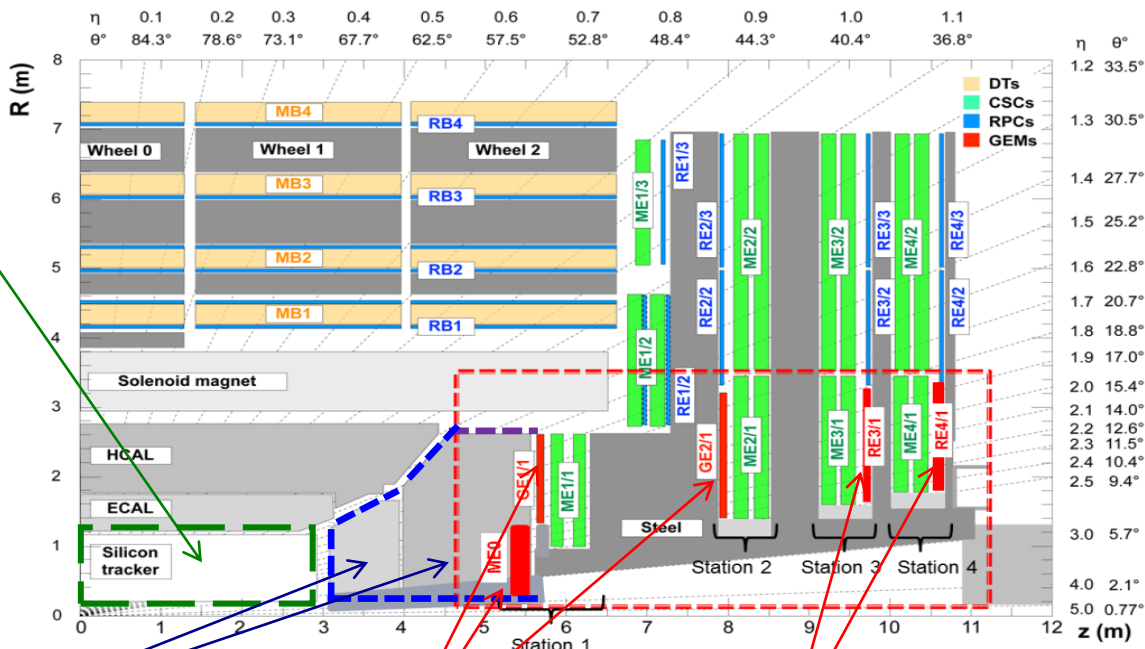 η 0.1 0.2 0.3 0.4 0.5 0.6 0.7 0.8 0.9 1.0 1.1
θ° 84.3° 78.6° 73.1° 67.7° 62.5° 57.5° 52.8° 48.4° 44.3° 40.4° 36.8° η θ°
R (m)
8 1.2 33.5°
DTs
CSCs
RPCs
GEMs
7 1.3 30.5°
6 1.4 27.7°
1.5 25.2°
5 1.6 22.8°
1.7 20.7°
4 1.8 18.8°
1.9 17.0°
3 2.0 15.4°
2.1 14.0°
2.2 12.6°
2.3 11.5°
2 2.4 10.4°
2.5 9.4°
1 3.0 5.7°
4.0 2.1°
0 5.0 0.77°
MB4
RB4
Wheel 0 Wheel 1 Wheel 2
MB3
RB3
MB2
RB2
MB1
RB1
ME1/3
RE1/3
RE2/3
ME2/2
ME3/2
RE3/3
ME4/2
RE4/3
RE2/2
RE3/2
RE4/2
ME1/2
RE1/2
Solenoid magnet
HCAL
ECAL
Silicon
tracker
GE1/1
ME1/1
ME0
GE2/1
ME2/1
ME3/1
RE3/1
ME4/1
RE4/1
Steel
Station 2 Station 3 Station 4
0 1 2 3 4 5 6 7 8 9 10 11 12
Station 1
z (m)